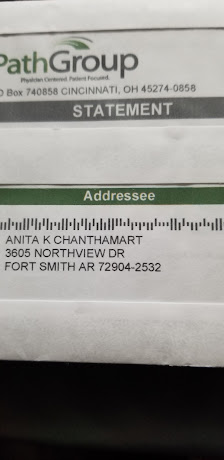 PathGroup
Physician Centered. Patient Focused.
O Box 740858 CINCINNATI, OH 45274-0858
STATEMENT
Addressee
ANITA K CHANTHAMART
3605 NORTHVIEW DR
FORT SMITH AR 72904-2532